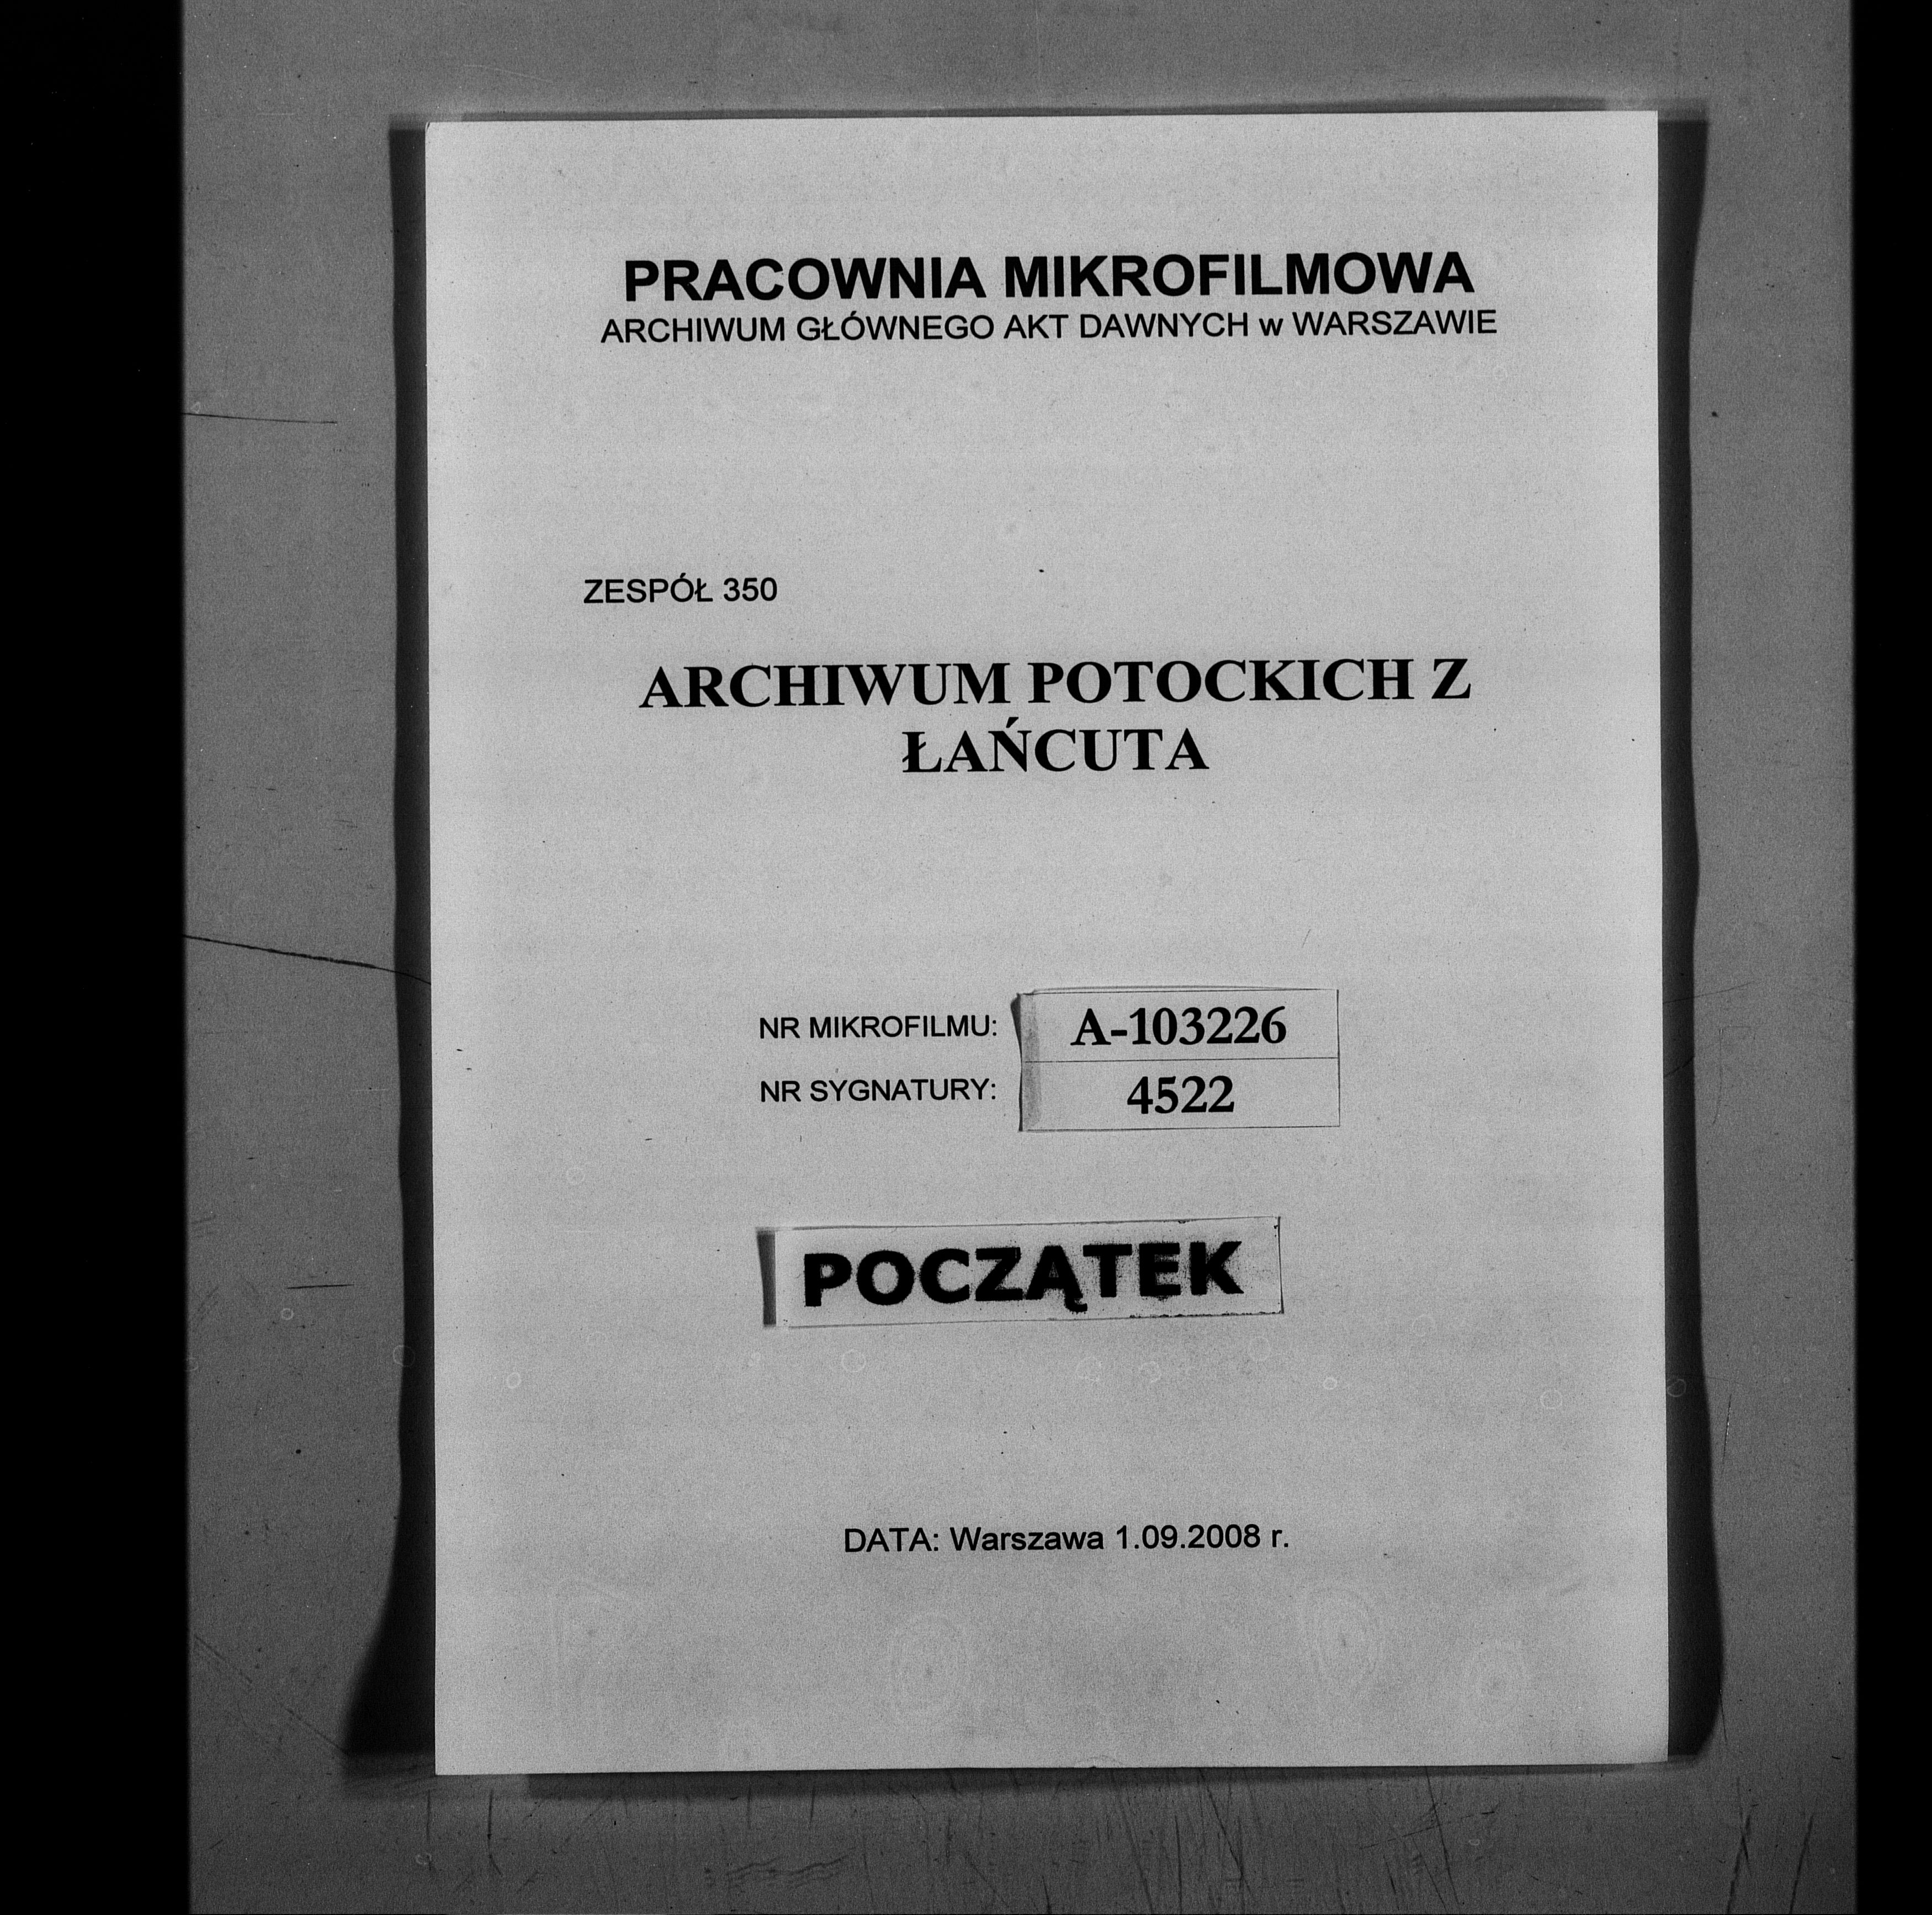 PRACOWNIA MIKROFILMOWA
ARCHIWUM GŁÓWNEGO AKT DAWNYCH w WARSZAWIE
ZESPÓŁ 350
ARCHIWUM POTOCKICH Z
ŁAŃCUTA
NR MIKROFILMU: A-103226
NR SYGNATURY: 4522
POCZĄTEK
DATA: Warszawa 1.09.2008 r.